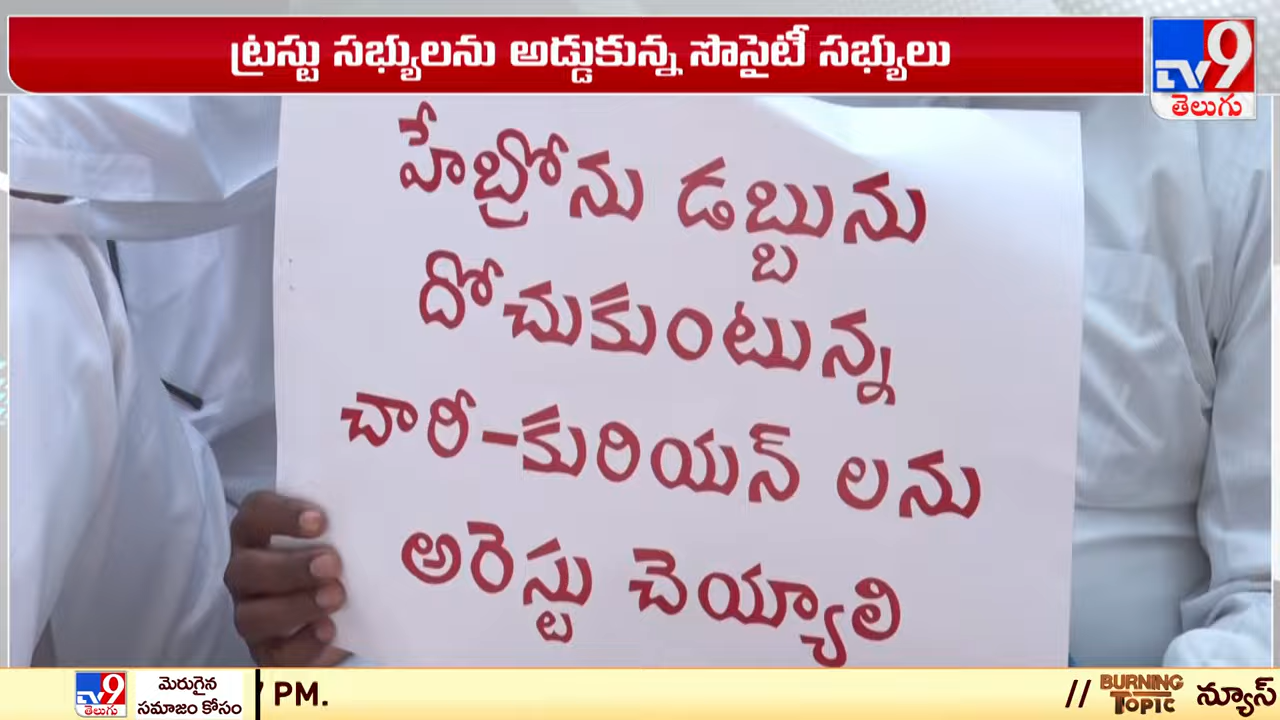 ట్రస్టు సభ్యులను అడ్డుకున్న సొసైటీ సభ్యులు
TV9
తెలుగు
హేబ్రోను డబ్బును
దోచుకుంటున్న
చారీ-కురియన్ లను
అరెస్టు చెయ్యాలి
TV9
తెలుగు
మెరుగైన
సమాజం కోసం
PM.
// BURNING TOPIC న్యూస్